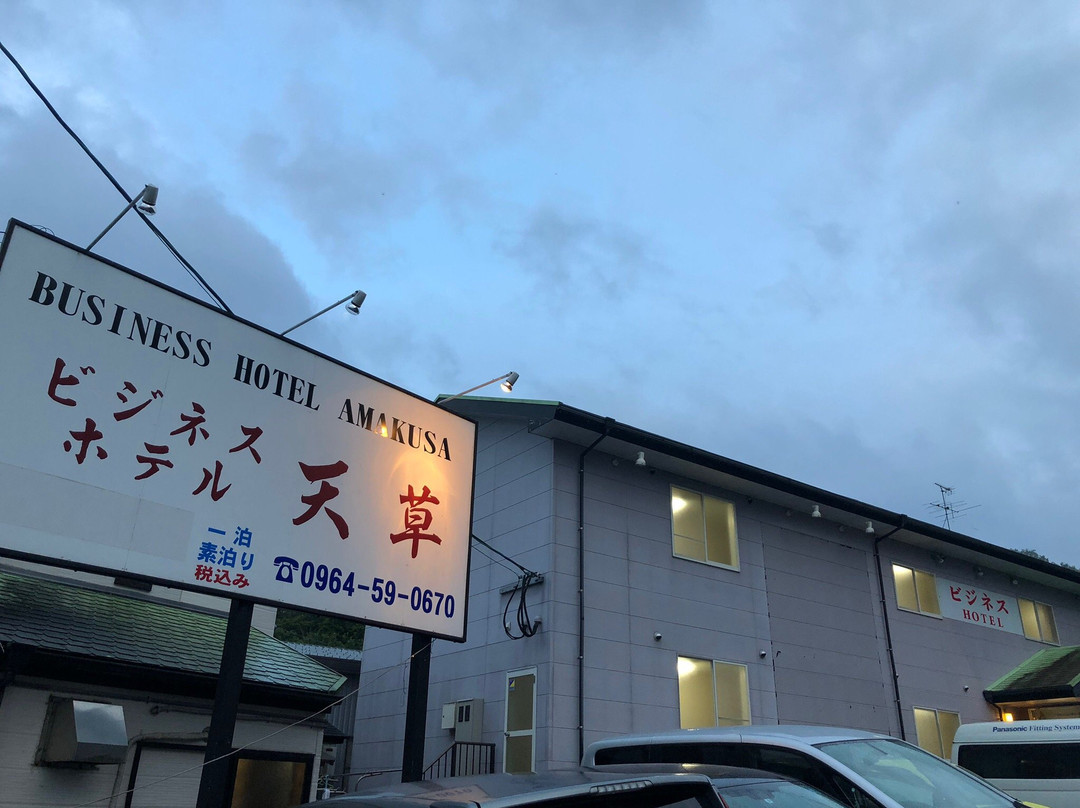 BUSINESS HOTEL AMAKUSA
ビジネス
ホテル 天草
一泊
素泊り
税込み
☎0964-59-0670
ビジネス
HOTEL
Panasonic Fitting System